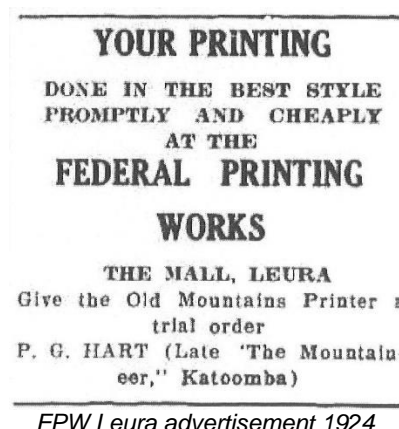 YOUR PRINTING
DONE IN THE BEST STYLE
PROMPTLY AND CHEAPLY
AT THE
FEDERAL PRINTING
WORKS
THE MALL, LEURA
Give the Old Mountains Printer a
trial order
P. G. HART (Late 'The Mountain-
eer," Katoomba)
FPW Leura advertisement 1924